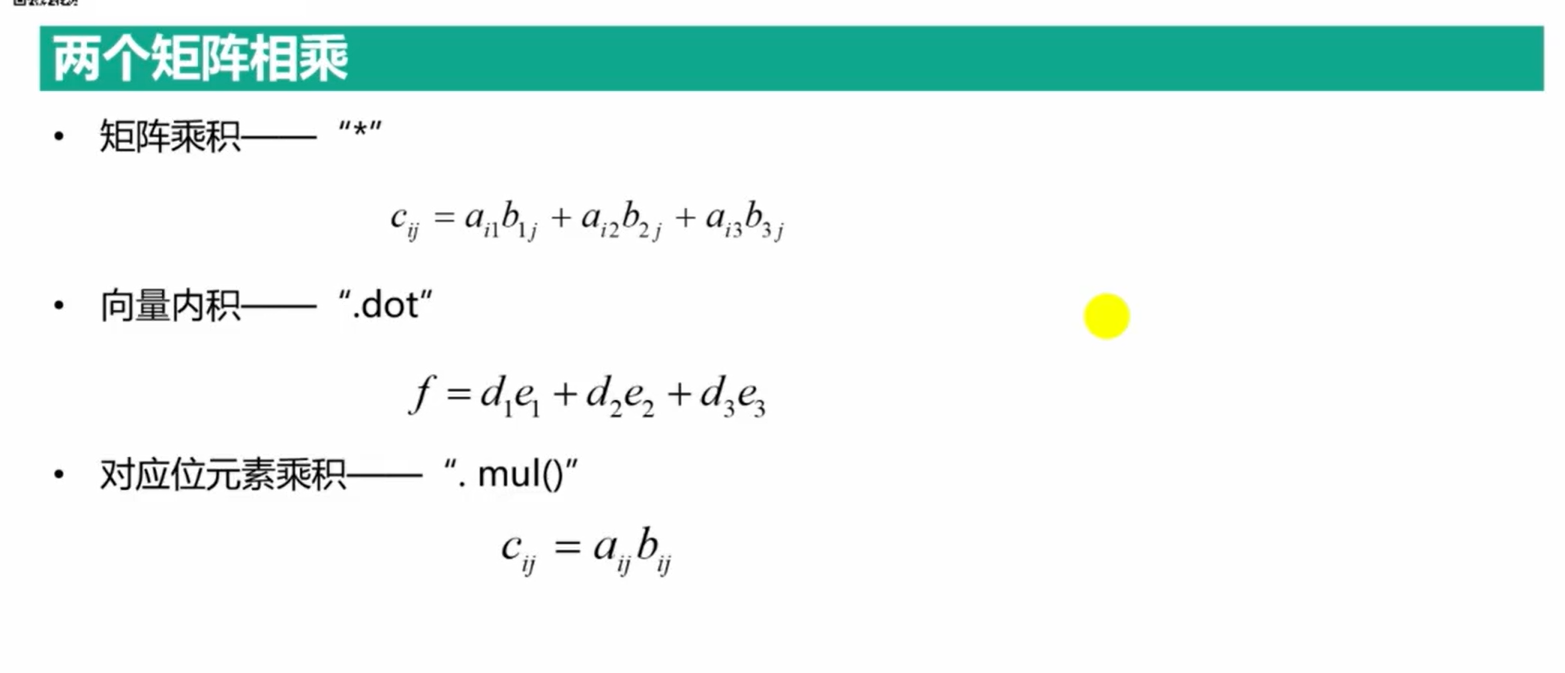 两个矩阵相乘
• 矩阵乘积—— “*”
c_{ij} = a_{i1}b_{1j} + a_{i2}b_{2j} + a_{i3}b_{3j}
• 向量内积—— “.dot”
f = d_1e_1 + d_2e_2 + d_3e_3
• 对应位元素乘积—— “. mul()”
c_{ij} = a_{ij}b_{ij}